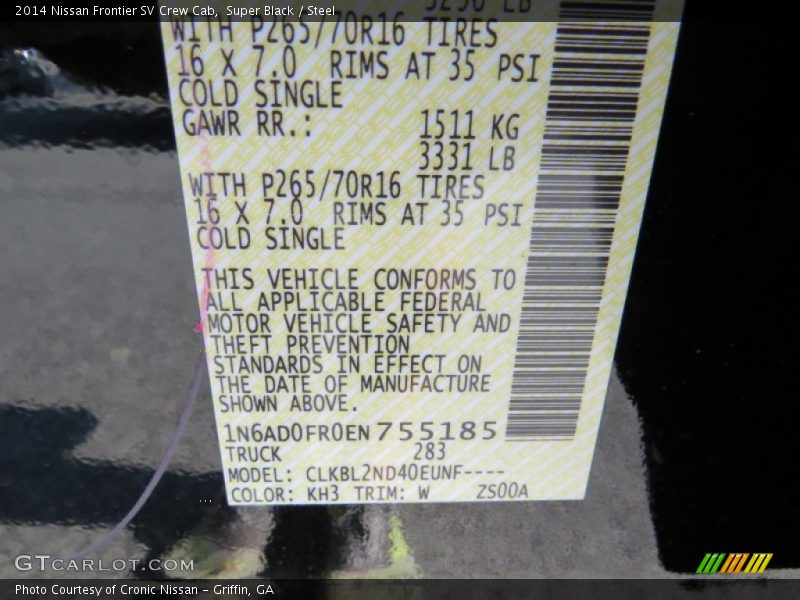 2014 Nissan Frontier SV Crew Cab,  Super Black / Steel
WITH P265/70R16 TIRES
16 X 7.0 RIMS AT 35 PSI
COLD SINGLE
GAWR RR.: 1511 KG
3331 LB
WITH P265/70R16 TIRES
16 X 7.0 RIMS AT 35 PSI
COLD SINGLE
THIS VEHICLE CONFORMS TO
ALL APPLICABLE FEDERAL
MOTOR VEHICLE SAFETY AND
THEFT PREVENTION
STANDARDS IN EFFECT ON
THE DATE OF MANUFACTURE
SHOWN ABOVE.
1N6AD0FR0EN755185
TRUCK 283
MODEL: CLKBL2ND40EUNF----
COLOR: KH3 TRIM: W ZS00A
GTCARLOT.COM
Photo Courtesy of Cronic Nissan - Griffin, GA